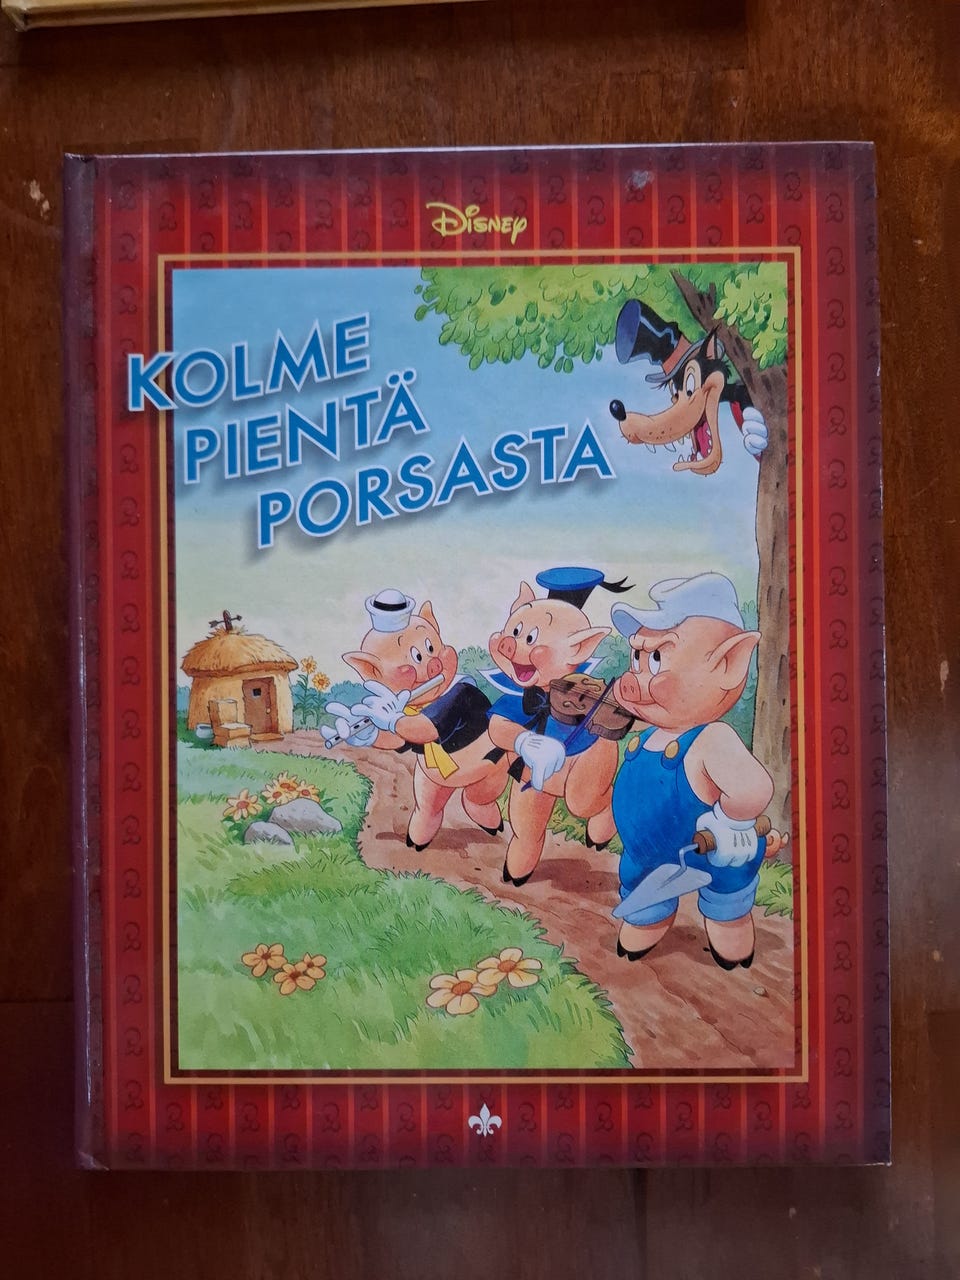 Disney
KOLME
PIENTÄ
PORSASTA